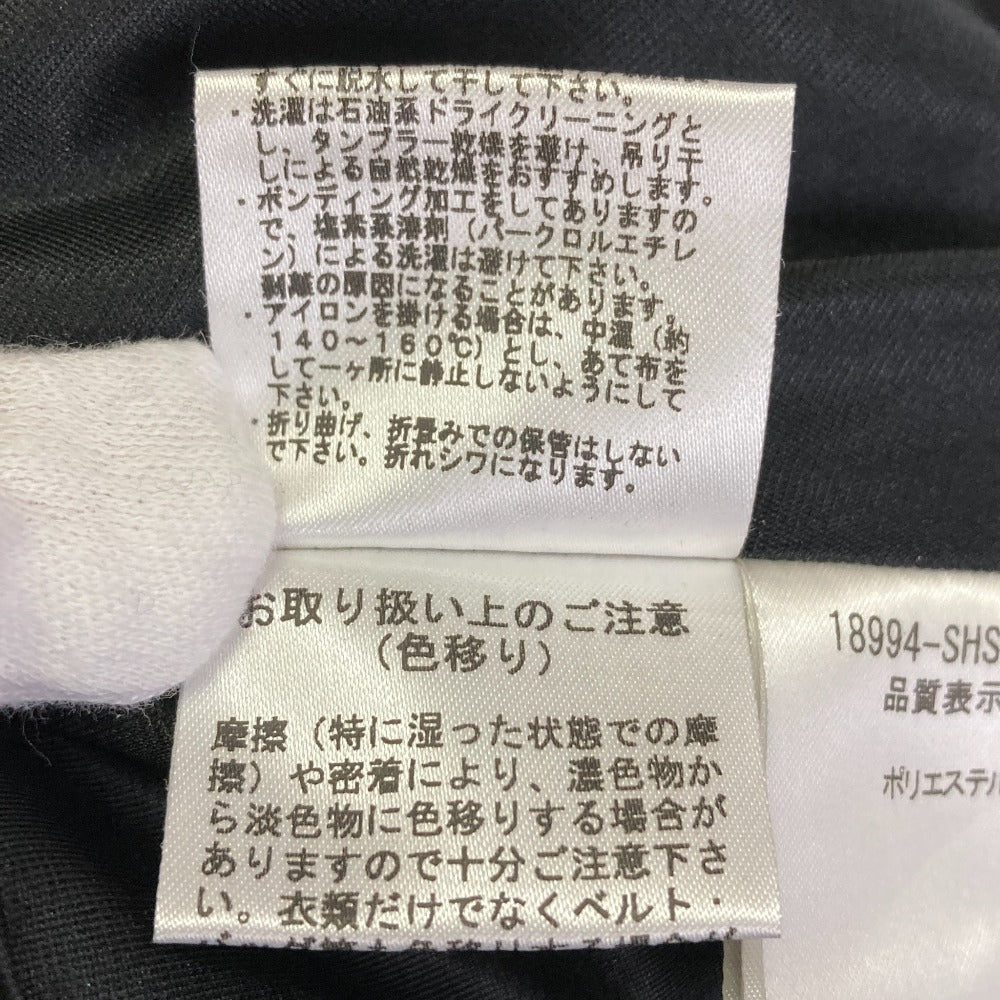 すぐに脱水して干して下さい。
・洗濯は石油系ドライクリーニングと
し、タンブラー乾燥を避け、吊り干
しによる自然乾燥をおすすめします。
・ボンディング加工をしてありますの
で、塩素系溶剤（パークロルエチレ
ン）による洗濯は避けて下さい。
剥離の原因になることがあります。
・アイロンを掛ける場合は、中温（約
140～160℃）とし、あて布を
して一ヶ所に静止しないようにして
下さい。
・折り曲げ、折畳みでの保管はしない
で下さい。折れシワになります。
お取り扱い上のご注意
（色移り）
摩擦（特に湿った状態での摩
擦）や密着により、濃色物か
ら淡色物に色移りする場合が
ありますので十分ご注意下さ
い。衣類だけでなくベルト・
バッグ等も色移りする場合が
18994-SHS
品質表示
ポリエステル